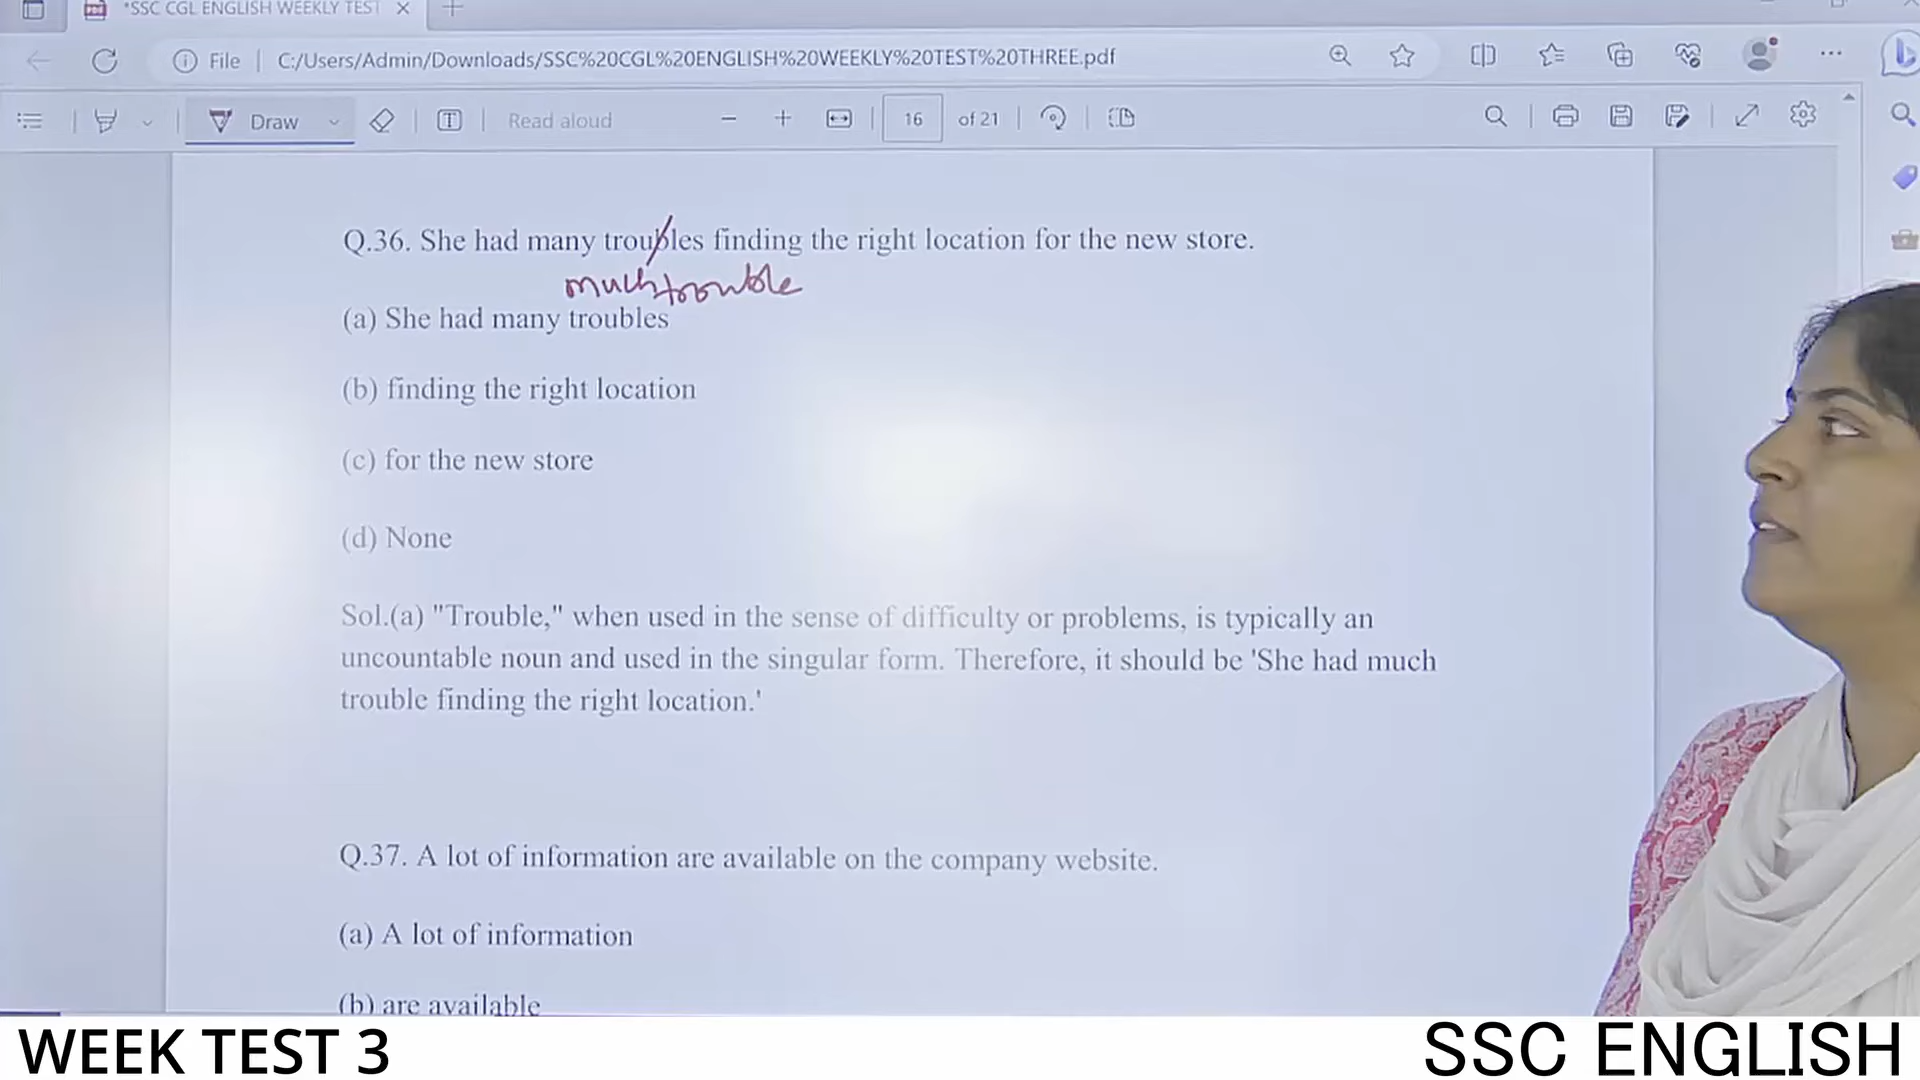 *SSC CGL ENGLISH WEEKLY TEST
File C:/Users/Admin/Downloads/SSC%20CGL%20ENGLISH%20WEEKLY%20TEST%20THREE.pdf
Draw Read aloud 16 of 21
Q.36. She had many troubles finding the right location for the new store.
much trouble
(a) She had many troubles
(b) finding the right location
(c) for the new store
(d) None
Sol.(a) "Trouble," when used in the sense of difficulty or problems, is typically an
uncountable noun and used in the singular form. Therefore, it should be 'She had much
trouble finding the right location.'
Q.37. A lot of information are available on the company website.
(a) A lot of information
(b) are available
WEEK TEST 3
SSC ENGLISH